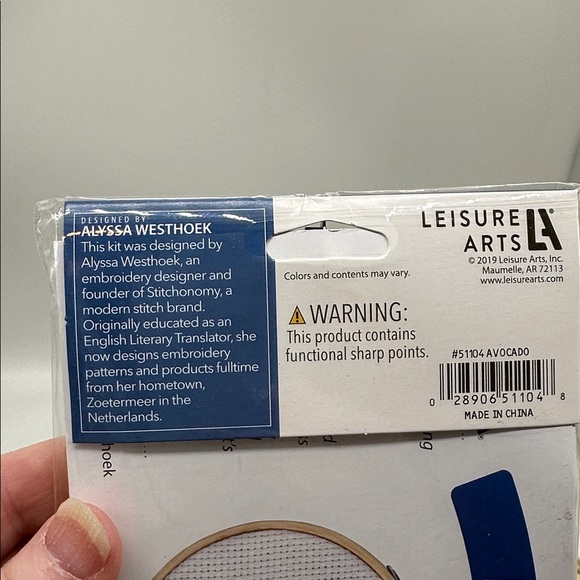 DESIGNED BY
ALYSSA WESTHOEK
This kit was designed by
Alyssa Westhoek, an
embroidery designer and
founder of Stitchonomy, a
modern stitch brand.
Originally educated as an
English Literary Translator, she
now designs embroidery
patterns and products fulltime
from her hometown,
Zoetermeer in the
Netherlands.
Colors and contents may vary.
⚠ WARNING:
This product contains
functional sharp points.
LEISURE
ARTS LA
© 2019 Leisure Arts, Inc.
Maumelle, AR 72113
www.leisurearts.com
#51104 AVOCADO
0 28906 51104 8
MADE IN CHINA
hoek